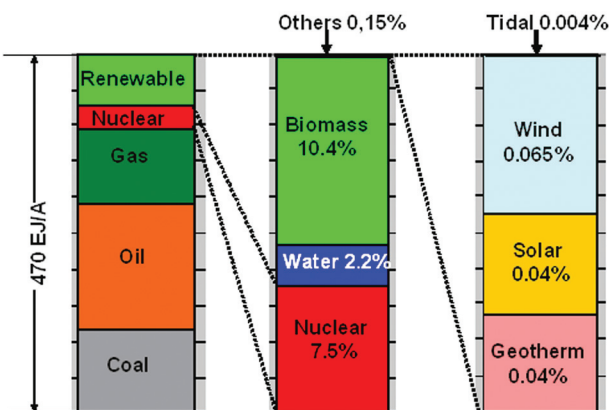 Others 0,15%
Tidal 0.004%
470 EJ/A
Renewable
Nuclear
Gas
Oil
Coal
Biomass
10.4%
Water 2.2%
Nuclear
7.5%
Wind
0.065%
Solar
0.04%
Geotherm
0.04%